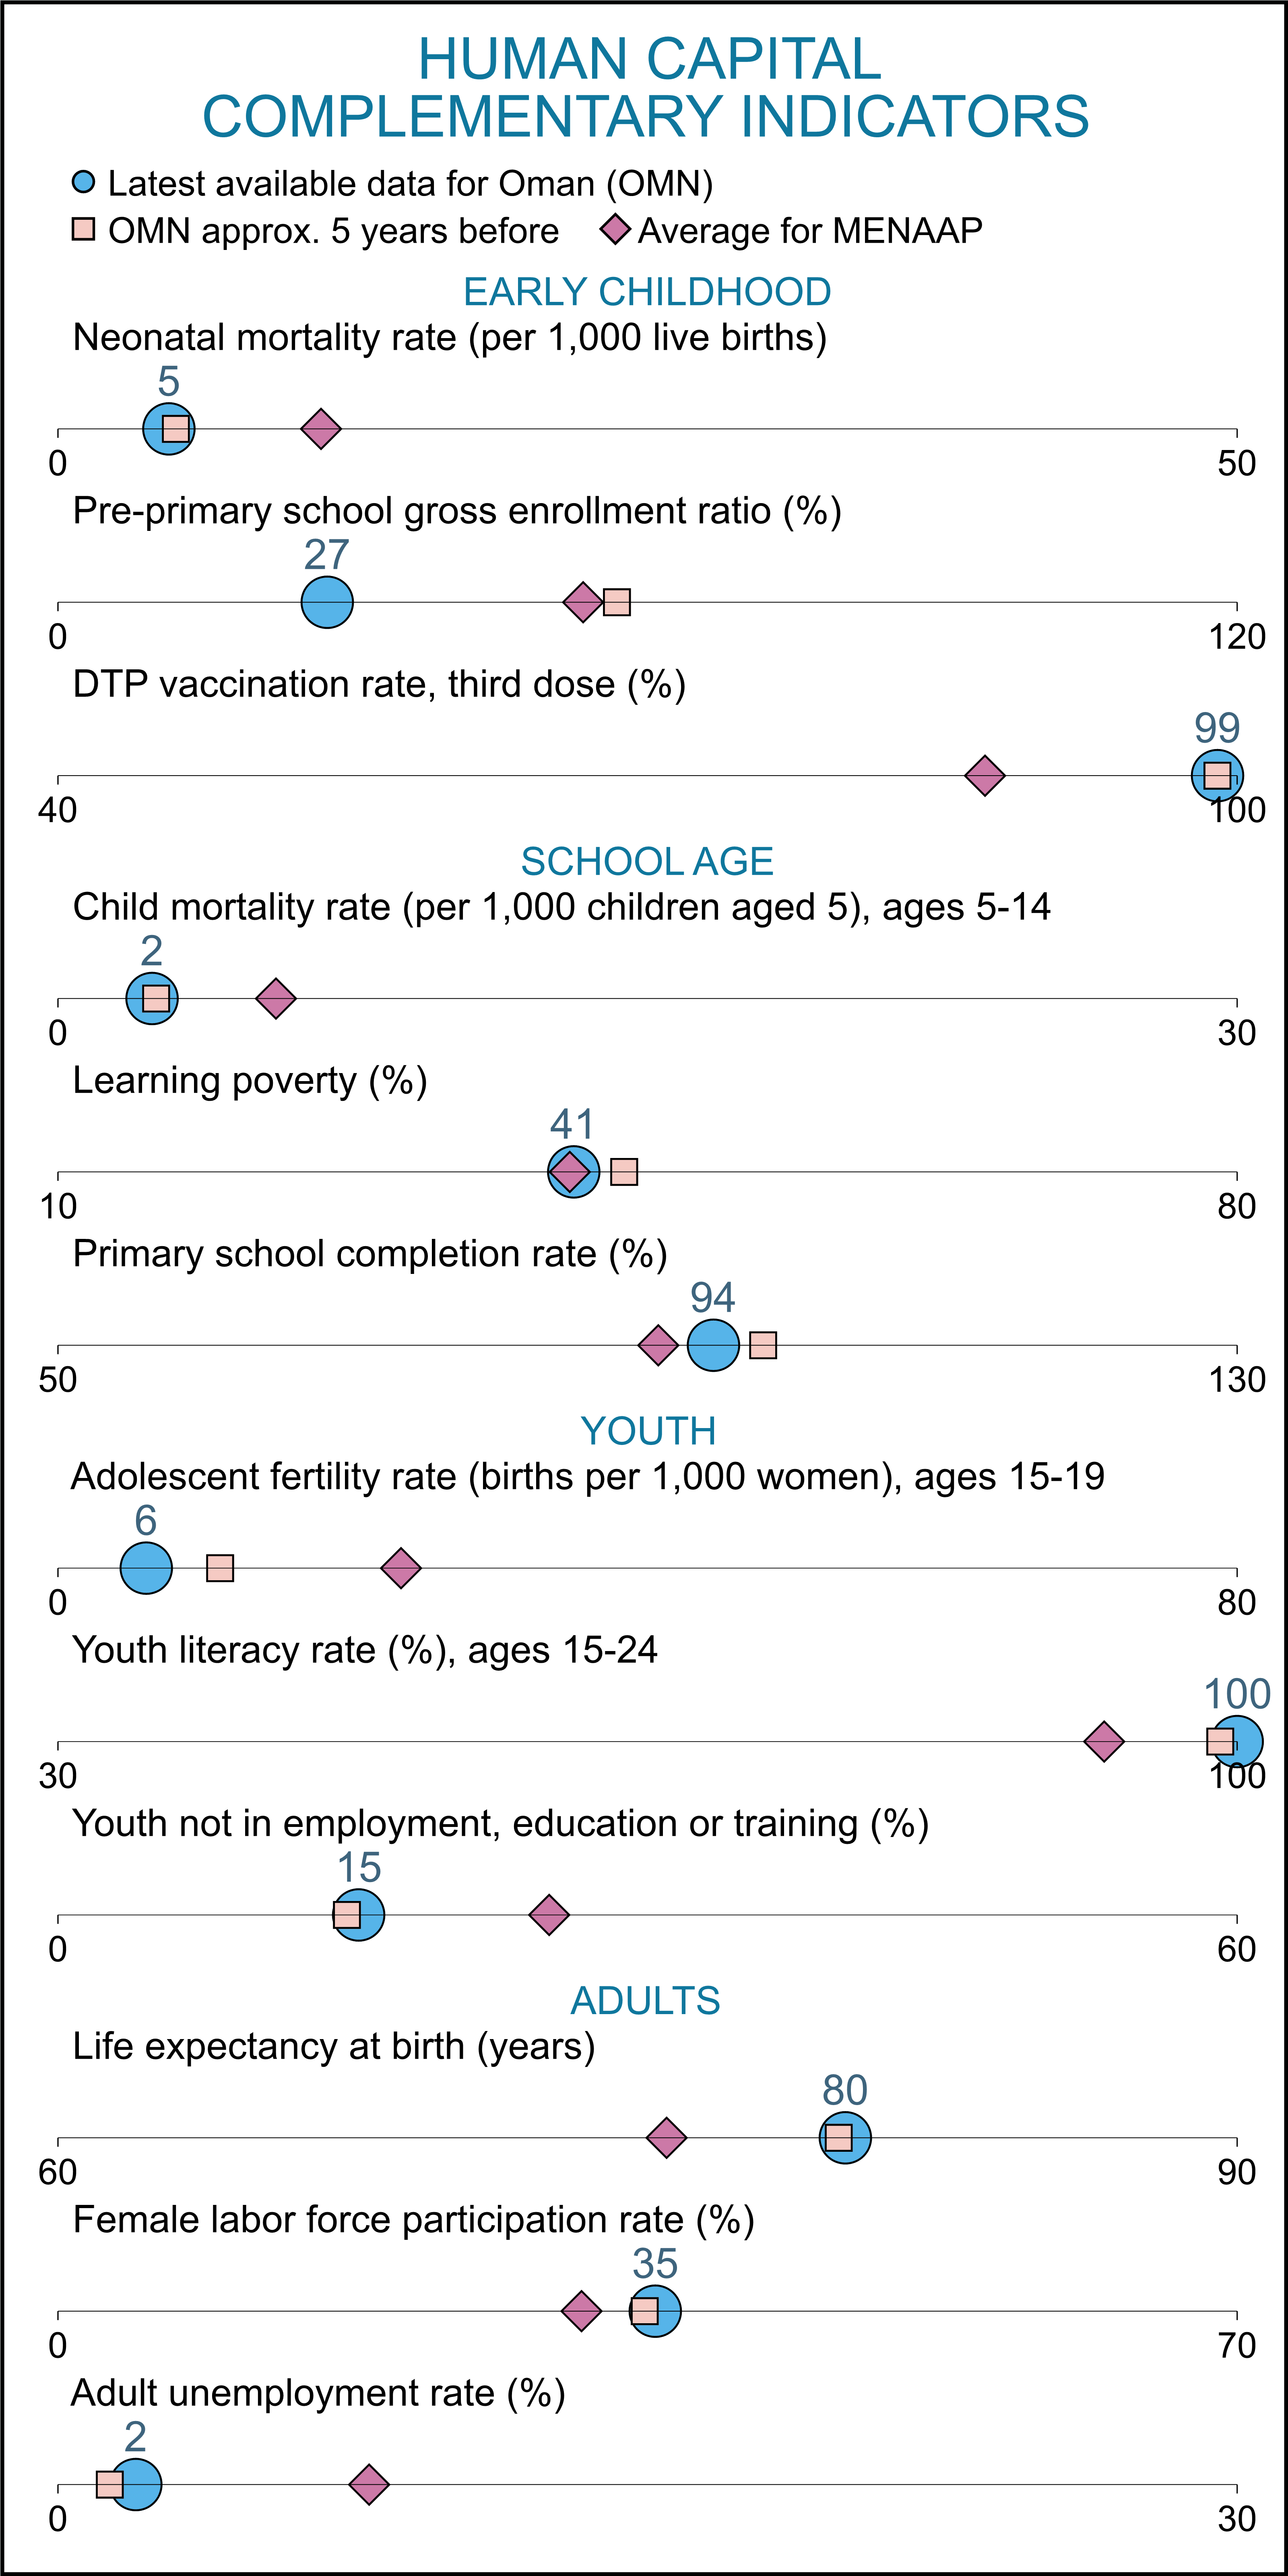 HUMAN CAPITAL
COMPLEMENTARY INDICATORS
Latest available data for Oman (OMN)
OMN approx. 5 years before Average for MENAAP
EARLY CHILDHOOD
Neonatal mortality rate (per 1,000 live births)
5
0 50
Pre-primary school gross enrollment ratio (%)
27
0 120
DTP vaccination rate, third dose (%)
99
40 100
SCHOOL AGE
Child mortality rate (per 1,000 children aged 5), ages 5-14
2
0 30
Learning poverty (%)
41
10 80
Primary school completion rate (%)
94
50 130
YOUTH
Adolescent fertility rate (births per 1,000 women), ages 15-19
6
0 80
Youth literacy rate (%), ages 15-24
100
30 100
Youth not in employment, education or training (%)
15
0 60
ADULTS
Life expectancy at birth (years)
80
60 90
Female labor force participation rate (%)
35
0 70
Adult unemployment rate (%)
2
0 30